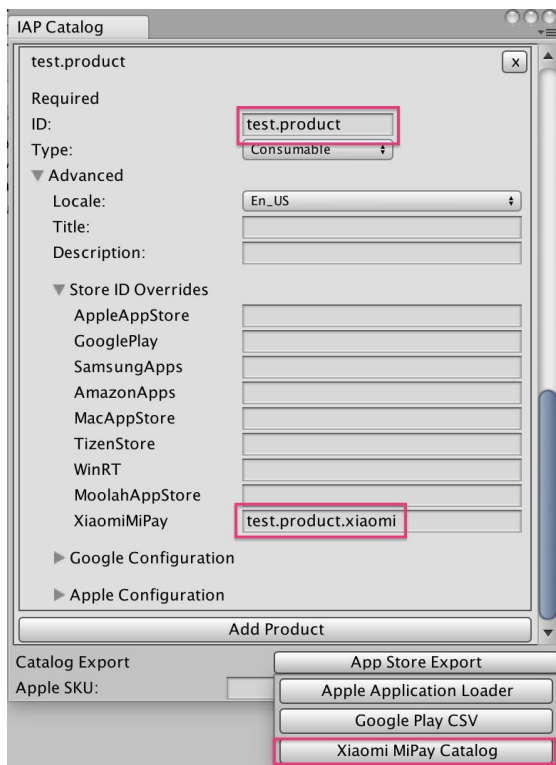 IAP Catalog
test.product
x
Required
ID: test.product
Type: Consumable
Advanced
Locale: En_US
Title:
Description:
Store ID Overrides
AppleAppStore
GooglePlay
SamsungApps
AmazonApps
MacAppStore
TizenStore
WinRT
MoolahAppStore
XiaomiMiPay test.product.xiaomi
Google Configuration
Apple Configuration
Add Product
Catalog Export App Store Export
Apple SKU: Apple Application Loader
Google Play CSV
Xiaomi MiPay Catalog